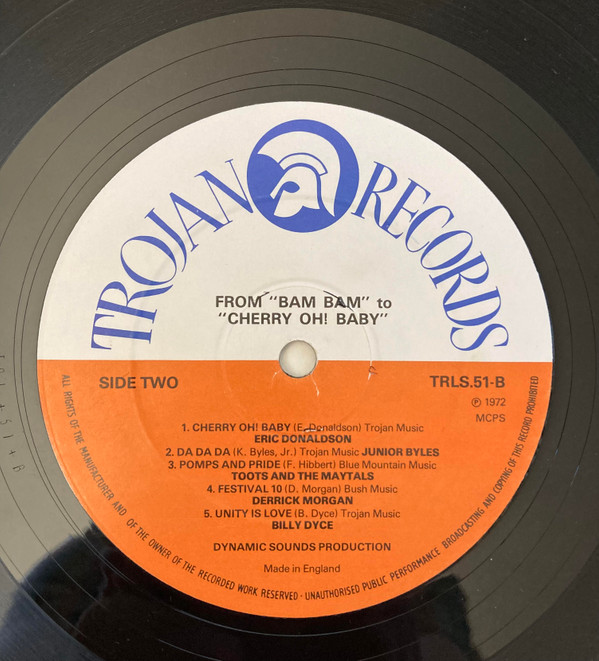 TROJAN RECORDS
FROM "BAM BAM" to
"CHERRY OH! BABY"
SIDE TWO
TRLS.51-B
Ⓟ 1972
MCPS
1. CHERRY OH! BABY (E. Donaldson) Trojan Music
ERIC DONALDSON
2. DA DA DA (K. Byles, Jr.) Trojan Music JUNIOR BYLES
3. POMPS AND PRIDE (F. Hibbert) Blue Mountain Music
TOOTS AND THE MAYTALS
4. FESTIVAL 10 (D. Morgan) Bush Music
DERRICK MORGAN
5. UNITY IS LOVE (B. Dyce) Trojan Music
BILLY DYCE
DYNAMIC SOUNDS PRODUCTION
Made in England
ALL RIGHTS OF THE MANUFACTURER AND OF THE OWNER OF THE RECORDED WORK RESERVED · UNAUTHORISED PUBLIC PERFORMANCE BROADCASTING AND COPYING OF THIS RECORD PROHIBITED